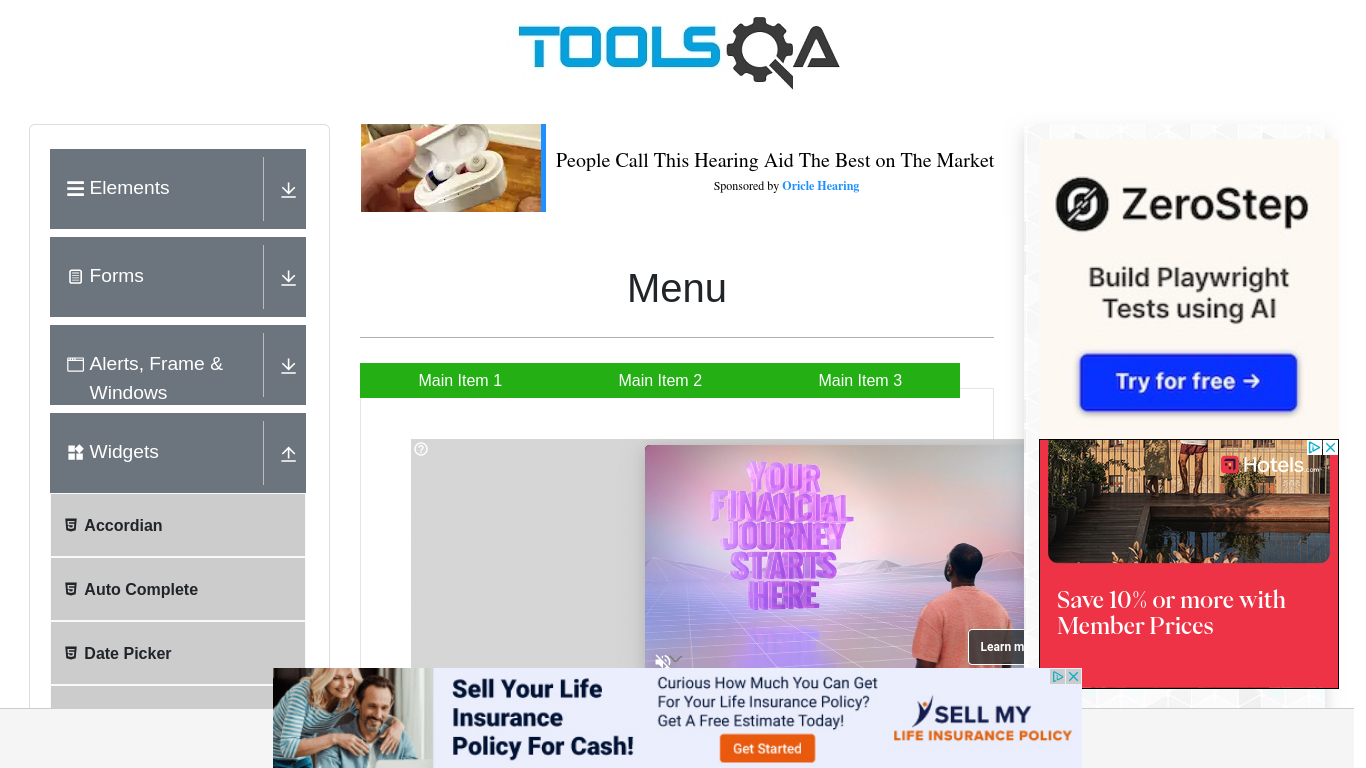 TOOLSQA
Elements
Forms
Alerts, Frame &
Windows
Widgets
Accordian
Auto Complete
Date Picker
People Call This Hearing Aid The Best on The Market
Sponsored by Oricle Hearing
Menu
Main Item 1
Main Item 2
Main Item 3
YOUR
FINANCIAL
JOURNEY
STARTS
HERE
Learn m
ZeroStep
Build Playwright
Tests using AI
Try for free →
Hotels.com
Save 10% or more with
Member Prices
Sell Your Life
Insurance
Policy For Cash!
Curious How Much You Can Get
For Your Life Insurance Policy?
Get A Free Estimate Today!
Get Started
SELL MY
LIFE INSURANCE POLICY